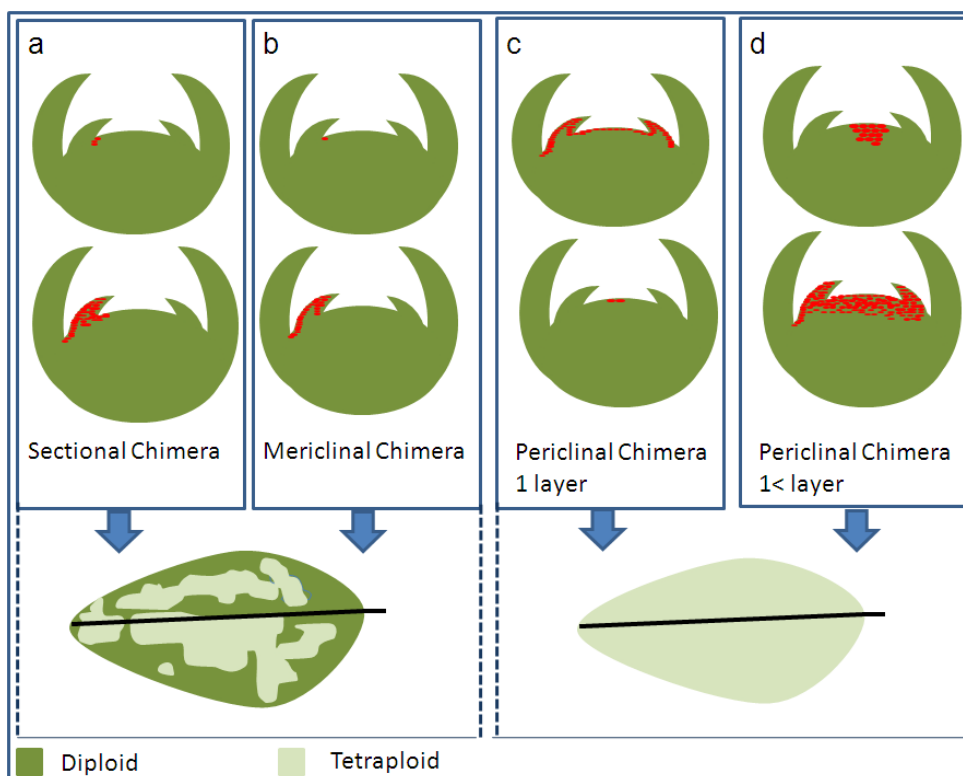 a
b
c
d
Sectional Chimera
Mericlinal Chimera
Periclinal Chimera
1 layer
Periclinal Chimera
1< layer
Diploid
Tetraploid